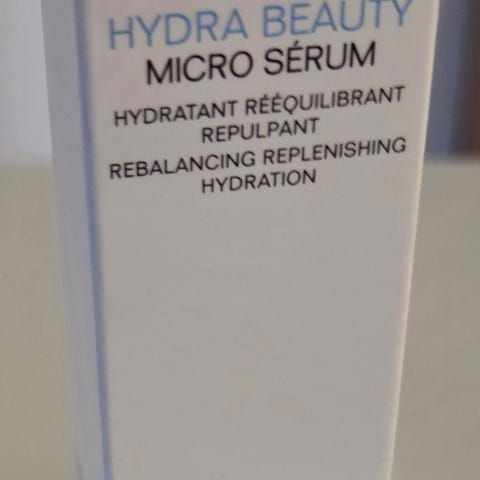 HYDRA BEAUTY
MICRO SÉRUM
HYDRATANT RÉÉQUILIBRANT
REPULPANT
REBALANCING REPLENISHING
HYDRATION